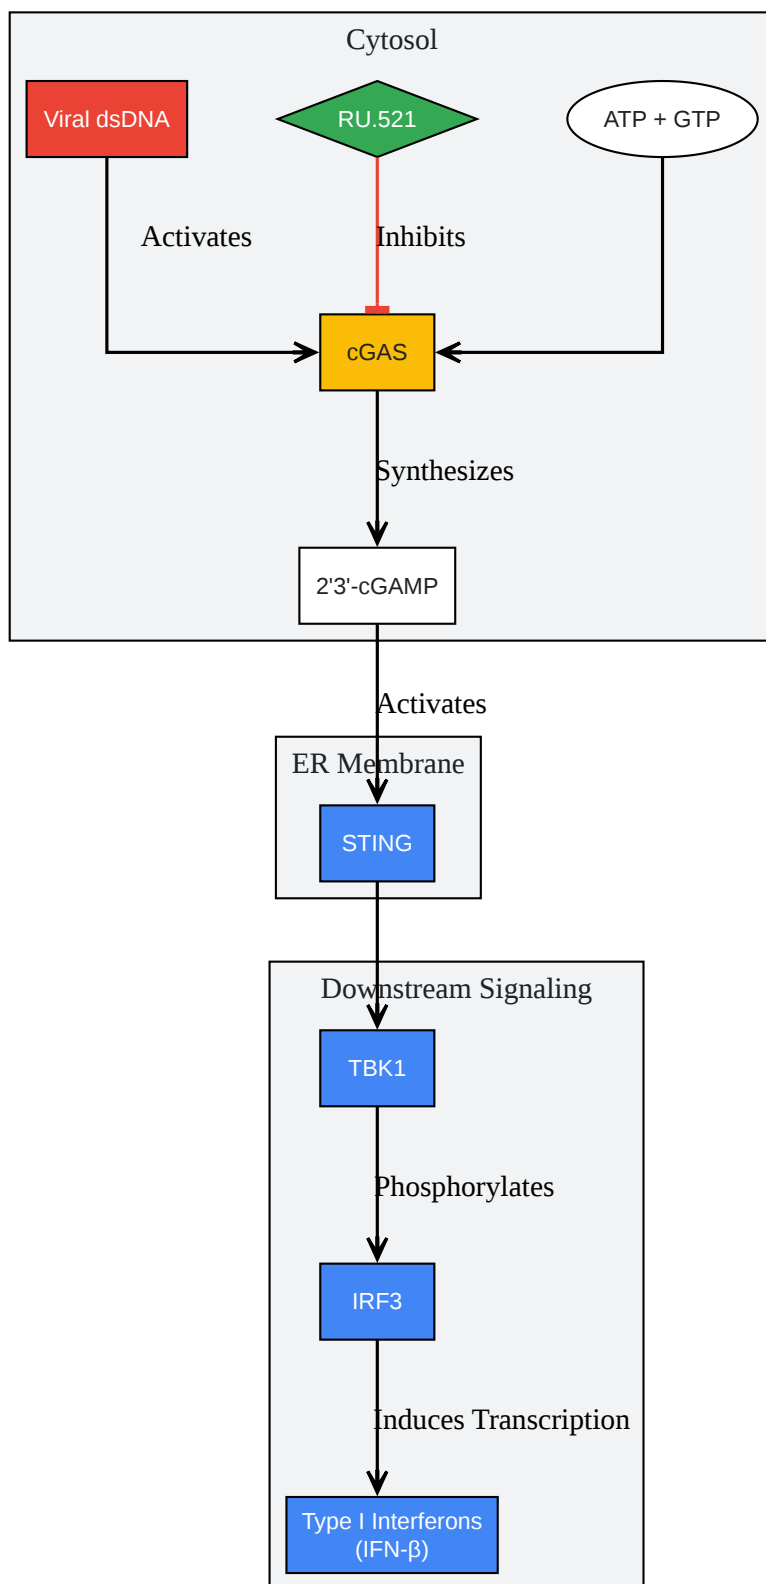 Cytosol
Viral dsDNA
RU.521
ATP + GTP
Activates
Inhibits
cGAS
Synthesizes
2'3'-cGAMP
Activates
ER Membrane
STING
Downstream Signaling
TBK1
Phosphorylates
IRF3
Induces Transcription
Type I Interferons
(IFN-β)